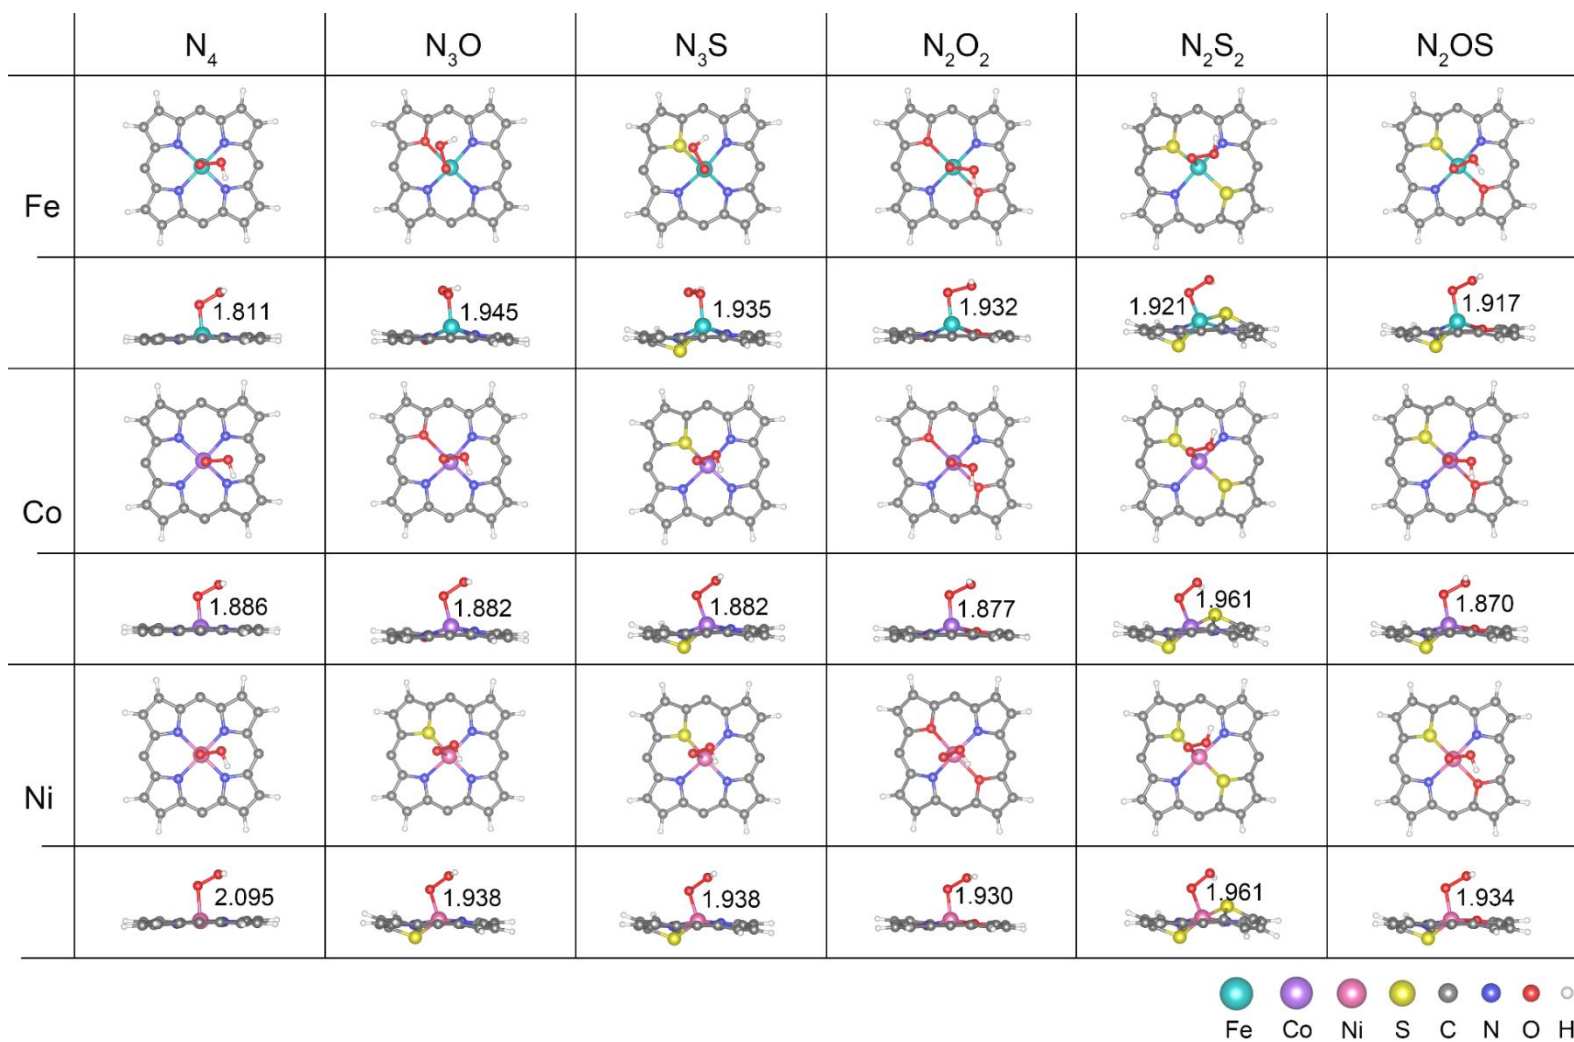 N₄ N₃O N₃S N₂O₂ N₂S₂ N₂OS
Fe
1.811 1.945 1.935 1.932 1.921 1.917
Co
1.886 1.882 1.882 1.877 1.961 1.870
Ni
2.095 1.938 1.938 1.930 1.961 1.934
Fe Co Ni S C N O H